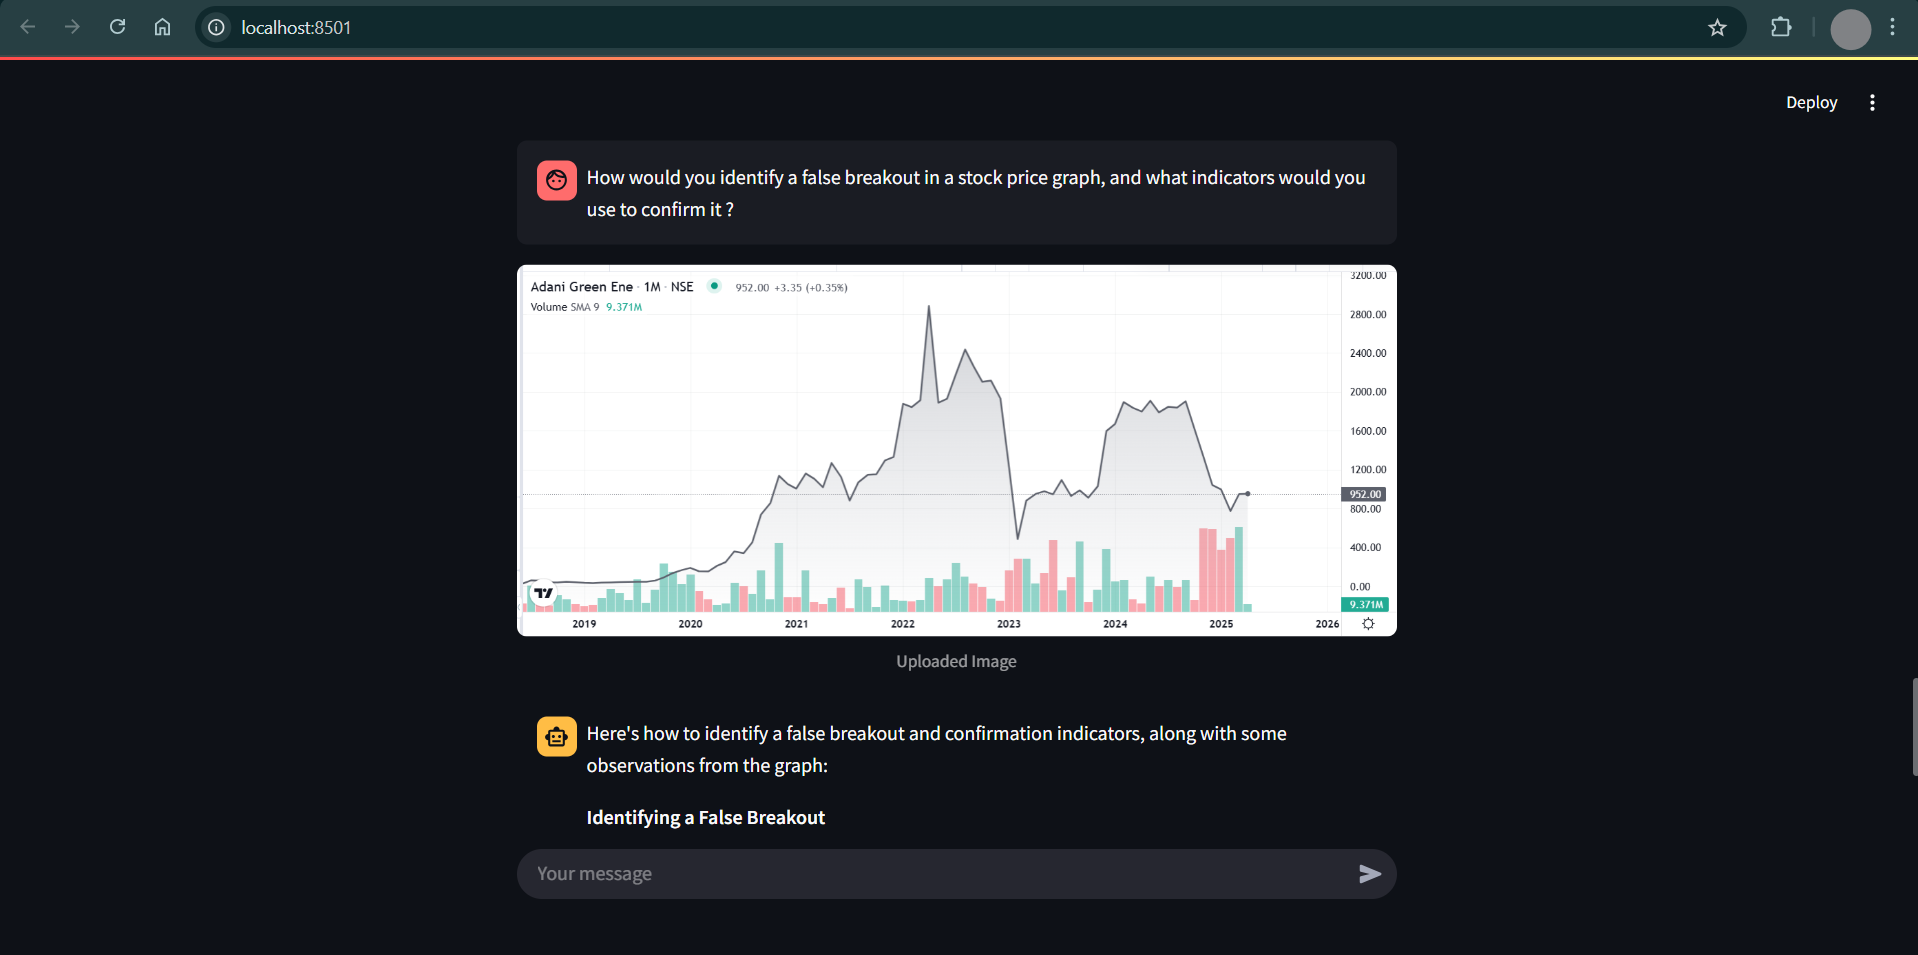 localhost:8501
Deploy
How would you identify a false breakout in a stock price graph, and what indicators would you
use to confirm it ?
Adani Green Ene · 1M · NSE 952.00 +3.35 (+0.35%)
Volume SMA 9 9.371M
3200.00
2800.00
2400.00
2000.00
1600.00
1200.00
952.00
800.00
400.00
0.00
9.371M
2019 2020 2021 2022 2023 2024 2025 2026
Uploaded Image
Here's how to identify a false breakout and confirmation indicators, along with some
observations from the graph:
Identifying a False Breakout
Your message